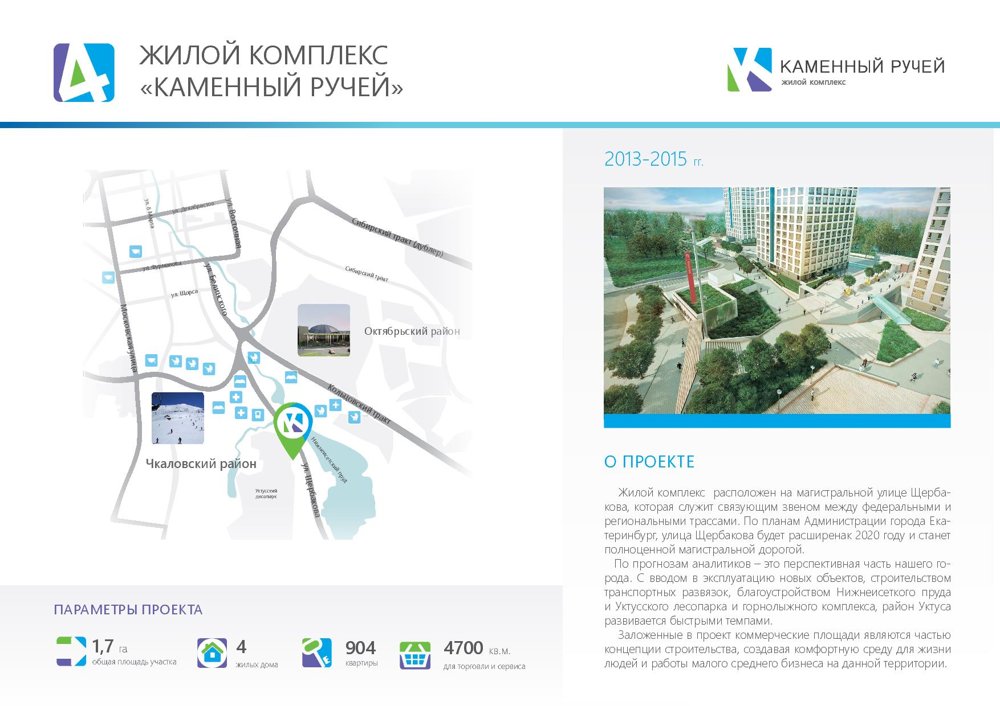 ЖИЛОЙ КОМПЛЕКС
«КАМЕННЫЙ РУЧЕЙ»
КАМЕННЫЙ РУЧЕЙ
жилой комплекс
ул. 8 Марта
ул. Декабристов
ул. Восточная
Сибирский тракт (дублер)
ул. Фурманова
ул. Белинского
Сибирский тракт
ул. Щорса
Московская улица
Октябрьский район
Кольцовский тракт
Чкаловский район
Нижнеисетский пруд
ул. Щербакова
Уктусский
лесопарк
2013-2015 гг.
О ПРОЕКТЕ
Жилой комплекс расположен на магистральной улице Щерба-
кова, которая служит связующим звеном между федеральными и
региональными трассами. По планам Администрации города Ека-
теринбург, улица Щербакова будет расширенак 2020 году и станет
полноценной магистральной дорогой.
По прогнозам аналитиков – это перспективная часть нашего го-
рода. С вводом в эксплуатацию новых объектов, строительством
транспортных развязок, благоустройством Нижнеисеткого пруда
и Уктусского лесопарка и горнолыжного комплекса, район Уктуса
развивается быстрыми темпами.
Заложенные в проект коммерческие площади являются частью
концепции строительства, создавая комфортную среду для жизни
людей и работы малого среднего бизнеса на данной территории.
ПАРАМЕТРЫ ПРОЕКТА
1,7 га
общая площадь участка
4
жилых дома
904
квартиры
4700 кв.м.
для торговли и сервиса